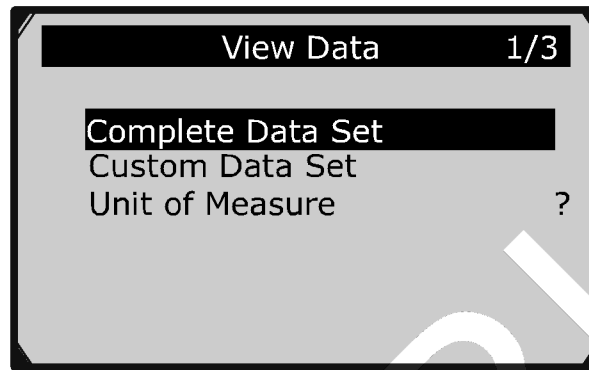 View Data 1/3
Complete Data Set
Custom Data Set
Unit of Measure ?